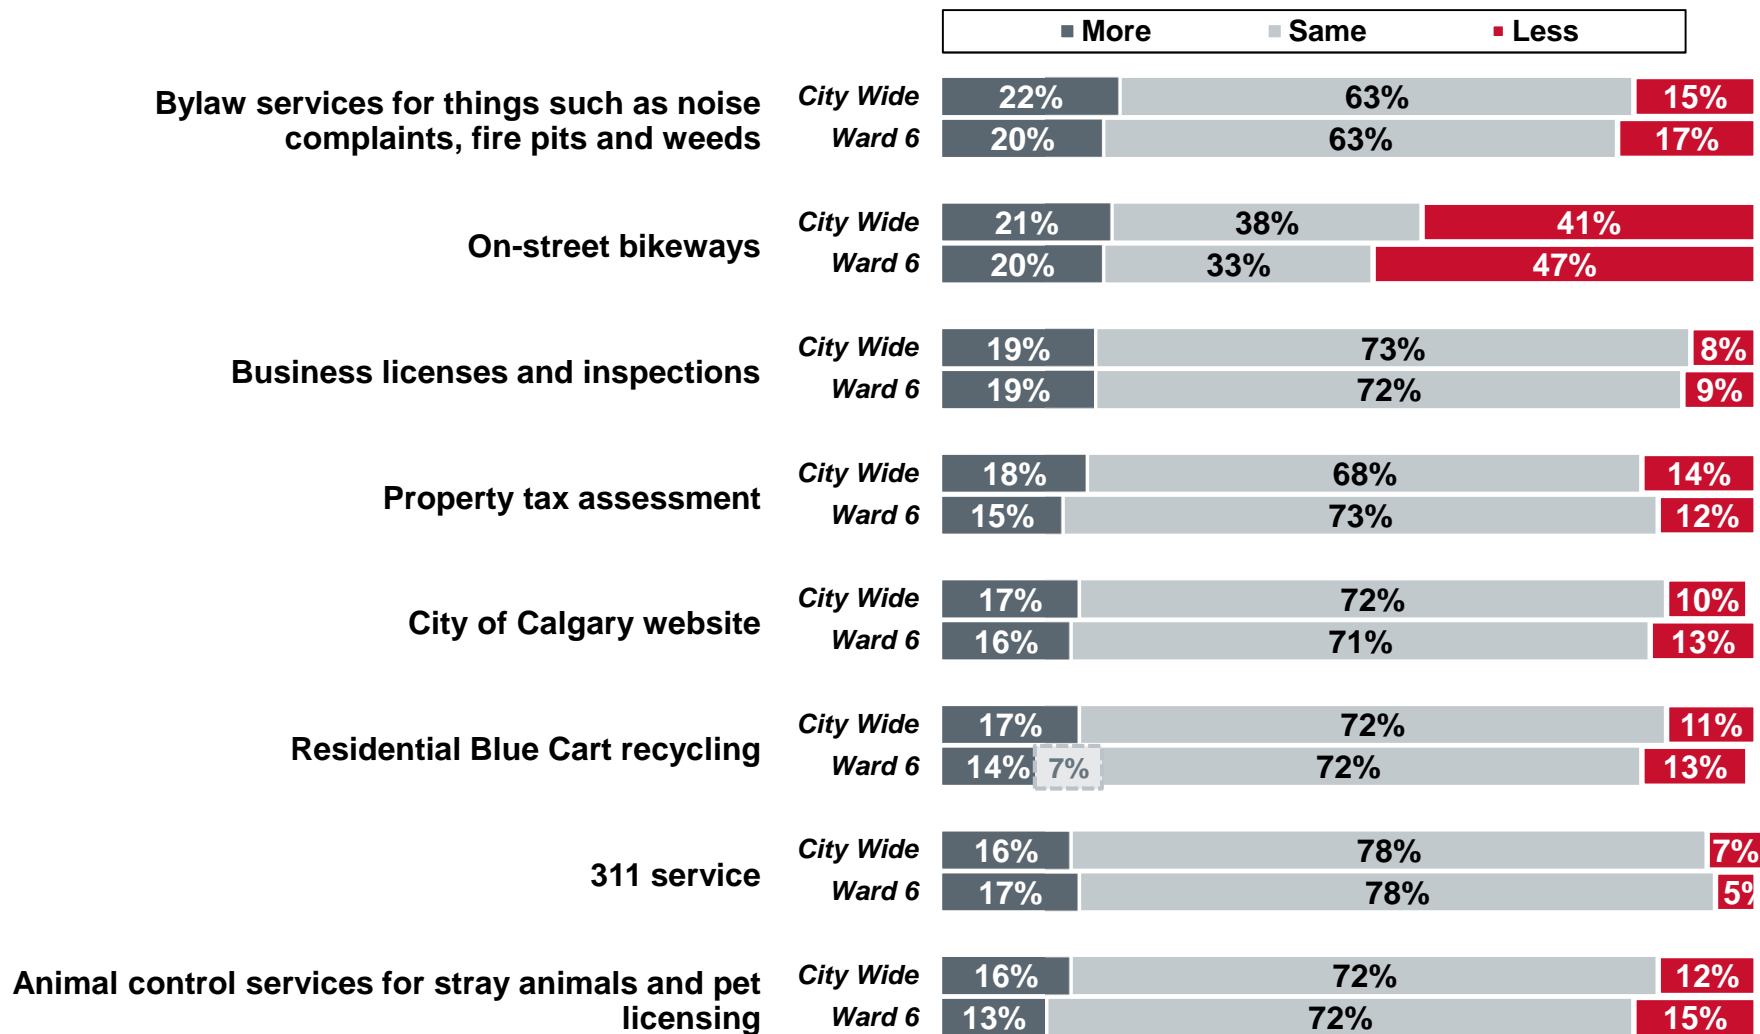 More Same Less
Bylaw services for things such as noise
complaints, fire pits and weeds
City Wide 22% 63% 15%
Ward 6 20% 63% 17%
On-street bikeways
City Wide 21% 38% 41%
Ward 6 20% 33% 47%
Business licenses and inspections
City Wide 19% 73% 8%
Ward 6 19% 72% 9%
Property tax assessment
City Wide 18% 68% 14%
Ward 6 15% 73% 12%
City of Calgary website
City Wide 17% 72% 10%
Ward 6 16% 71% 13%
Residential Blue Cart recycling
City Wide 17% 72% 11%
Ward 6 14% 7% 72% 13%
311 service
City Wide 16% 78% 7%
Ward 6 17% 78% 5%
Animal control services for stray animals and pet
licensing
City Wide 16% 72% 12%
Ward 6 13% 72% 15%